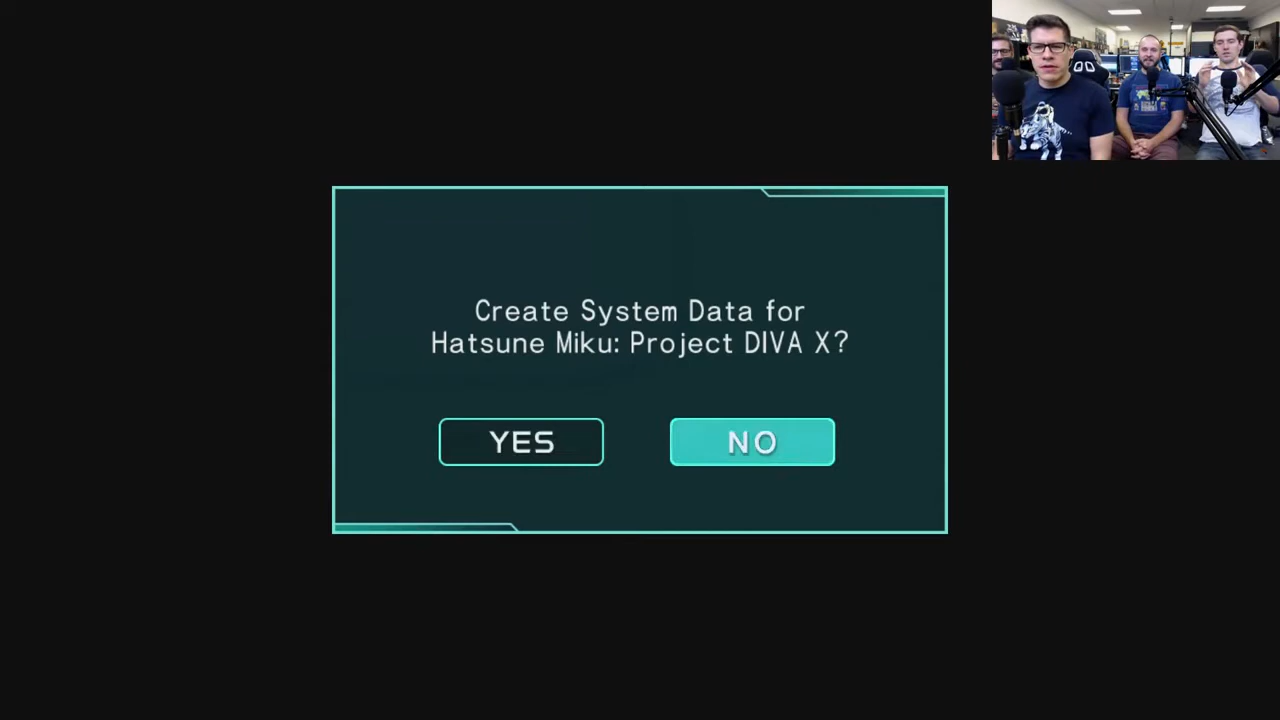 Create System Data for
Hatsune Miku: Project DIVA X?
YES
NO